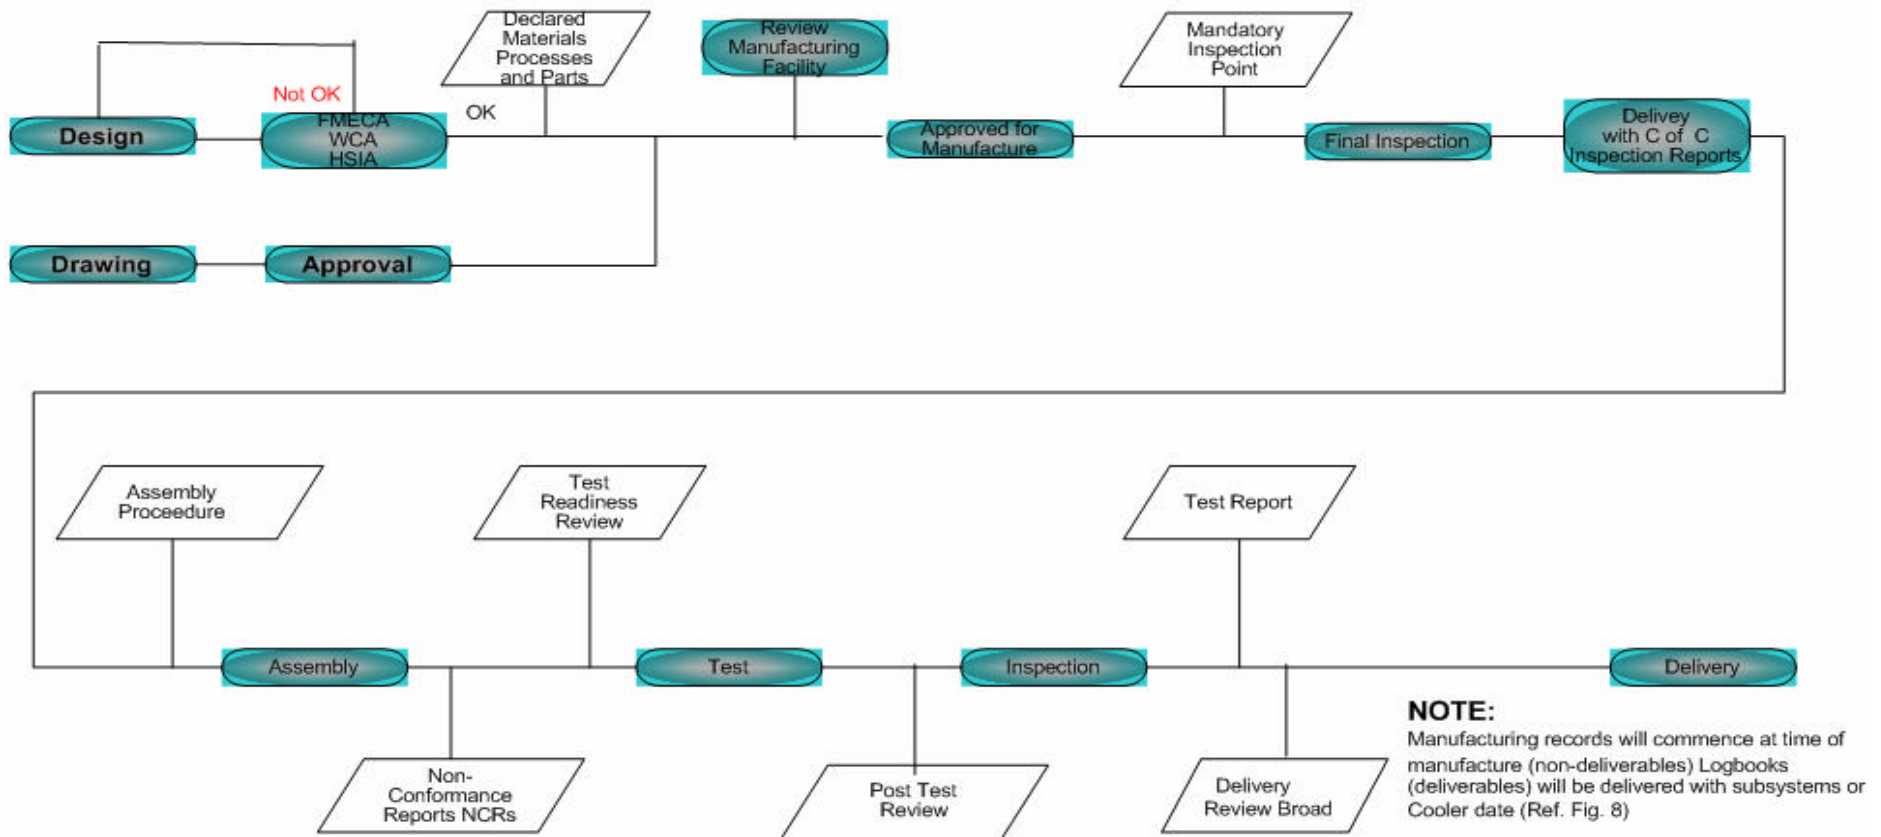 Declared
Materials
Processes
and Parts
Review
Manufacturing
Facility
Mandatory
Inspection
Point
Not OK
OK
Design
FMECA
WCA
HSIA
Approved for
Manufacture
Final Inspection
Delivey
with C of C
Inspection Reports
Drawing
Approval
Assembly
Proceedure
Test
Readiness
Review
Test Report
Assembly
Test
Inspection
Delivery
Non-
Conformance
Reports NCRs
Post Test
Review
Delivery
Review Broad
NOTE:
Manufacturing records will commence at time of
manufacture (non-deliverables) Logbooks
(deliverables) will be delivered with subsystems or
Cooler date (Ref. Fig. 8)